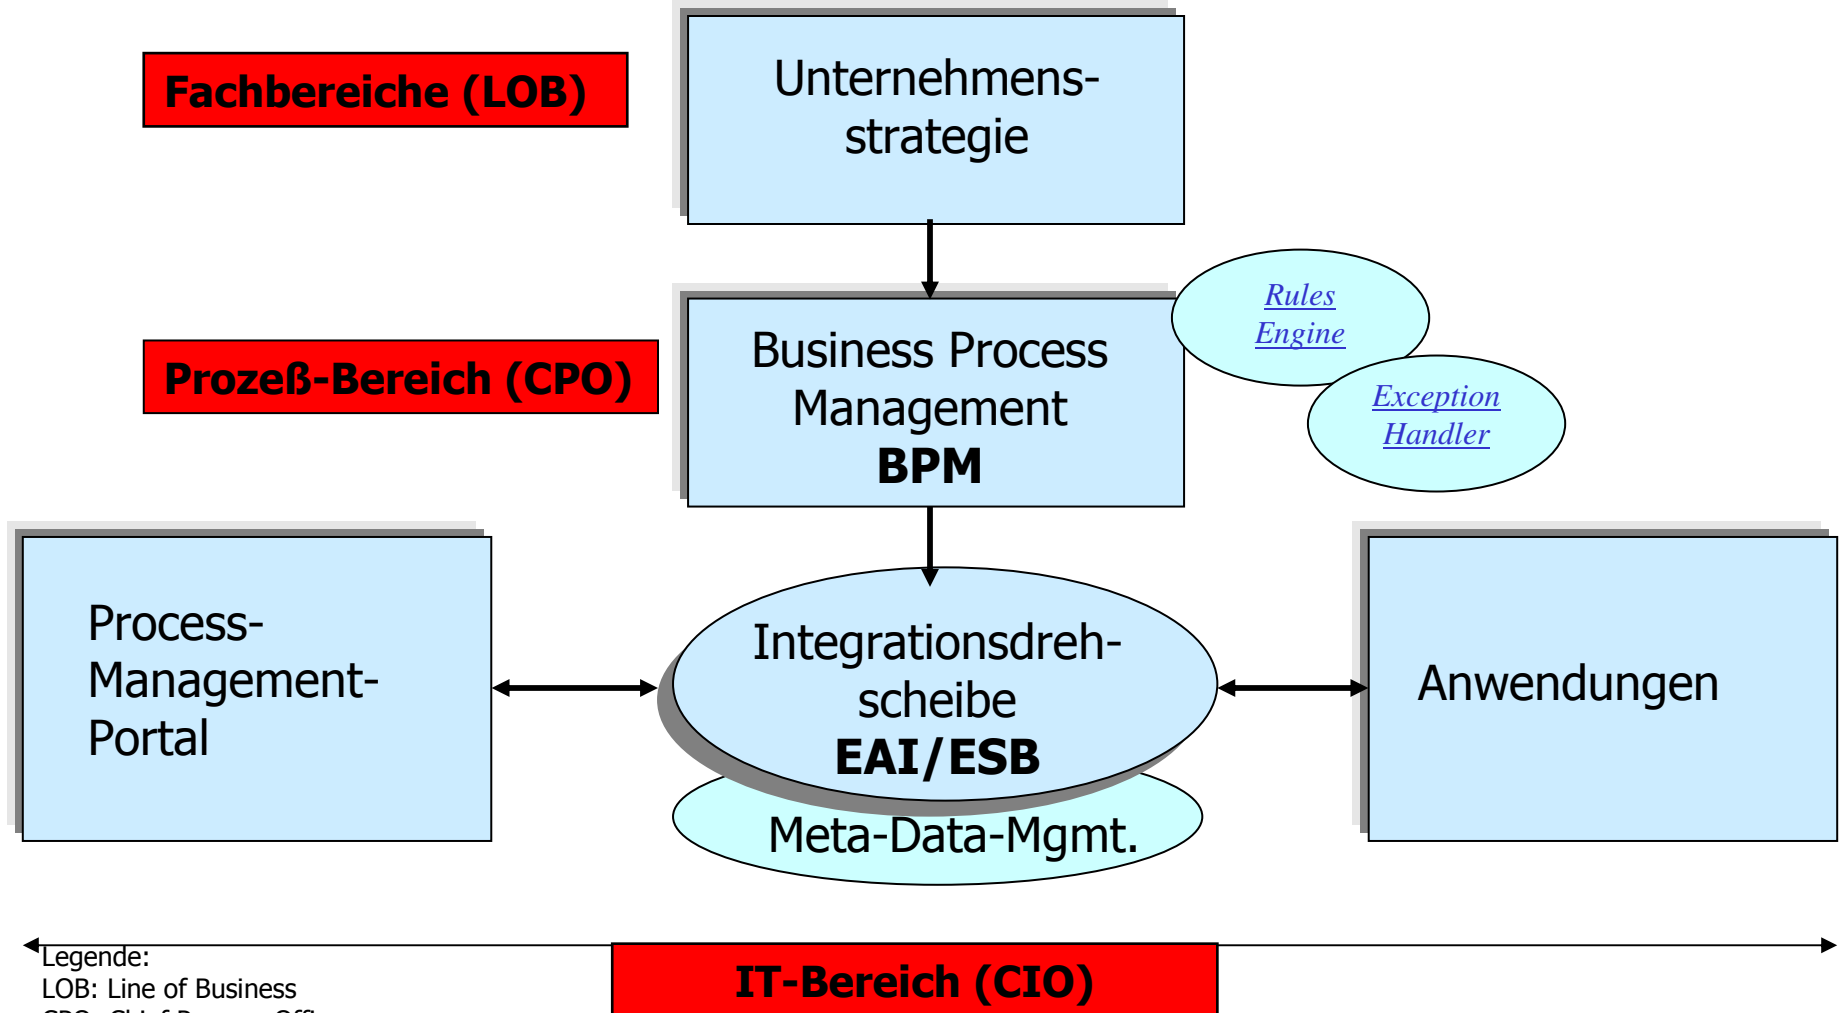 Unternehmens-
strategie
Fachbereiche (LOB)
Rules
Engine
Business Process
Management
BPM
Prozeß-Bereich (CPO)
Exception
Handler
Process-
Management-
Portal
Integrationsdreh-
scheibe
EAI/ESB
Anwendungen
Meta-Data-Mgmt.
Legende:
LOB: Line of Business
IT-Bereich (CIO)